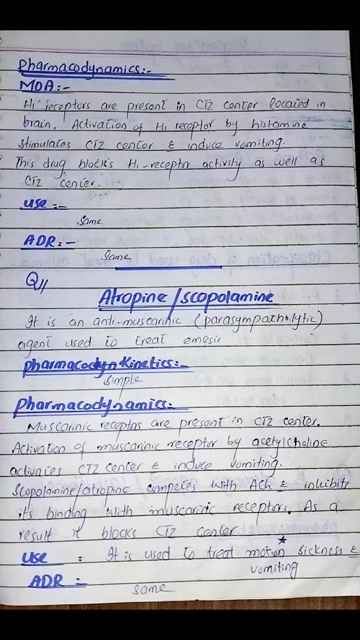 Pharmacodynamics:-
MOA:-
H1 receptors are present in CTZ center located in
brain. Activation of H1 receptor by histamine
stimulates CTZ center & induce vomiting.
This drug blocks H1-receptor activity as well as
CTZ center.
USE:-
Same
ADR:-
Same
Q//
Atropine/scopolamine
It is an anti-muscarinic (parasympatholytic)
agent used to treat emesis
pharmacodynkinetics:-
Simple
Pharmacodynamics:-
Muscarinic receptors are present in CTZ center.
Activation of muscarinic receptor by acetylcholine
activates CTZ center & induce vomiting.
Scopolamine/atropine competes with Ach & inhibity
its binding with muscarinic receptors. As a
result it blocks CTZ center
USE : It is used to treat motion sickness &
vomiting
ADR :-
same